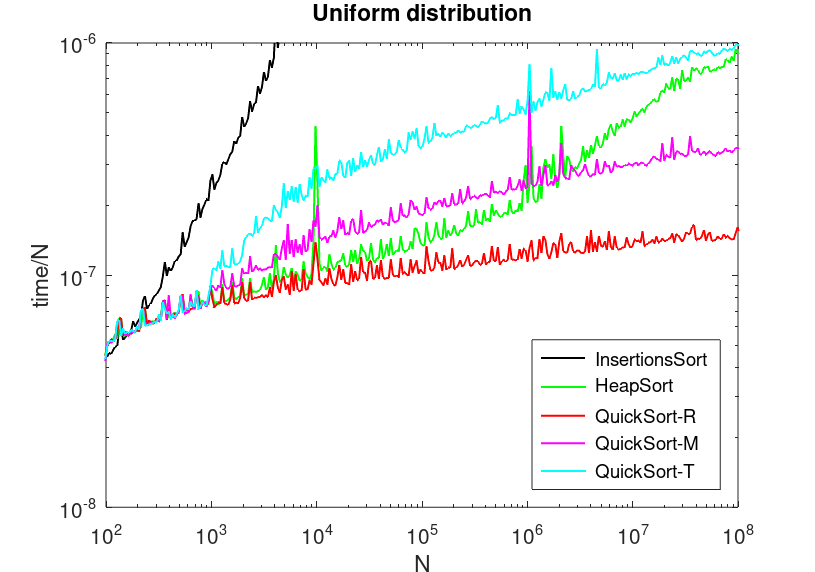 Uniform distribution
time/N
10^-6
10^-7
10^-8
InsertionsSort
HeapSort
QuickSort-R
QuickSort-M
QuickSort-T
10^2 10^3 10^4 10^5 10^6 10^7 10^8
N